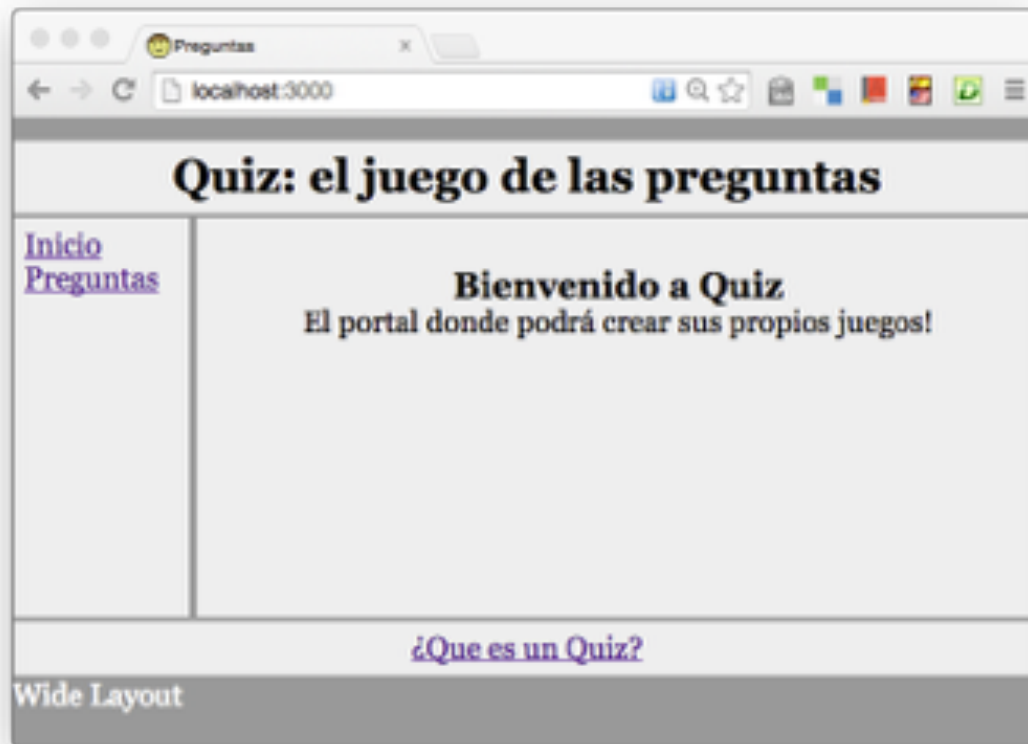 Preguntas
localhost:3000
Quiz: el juego de las preguntas
Inicio
Preguntas
Bienvenido a Quiz
El portal donde podrá crear sus propios juegos!
¿Que es un Quiz?
Wide Layout